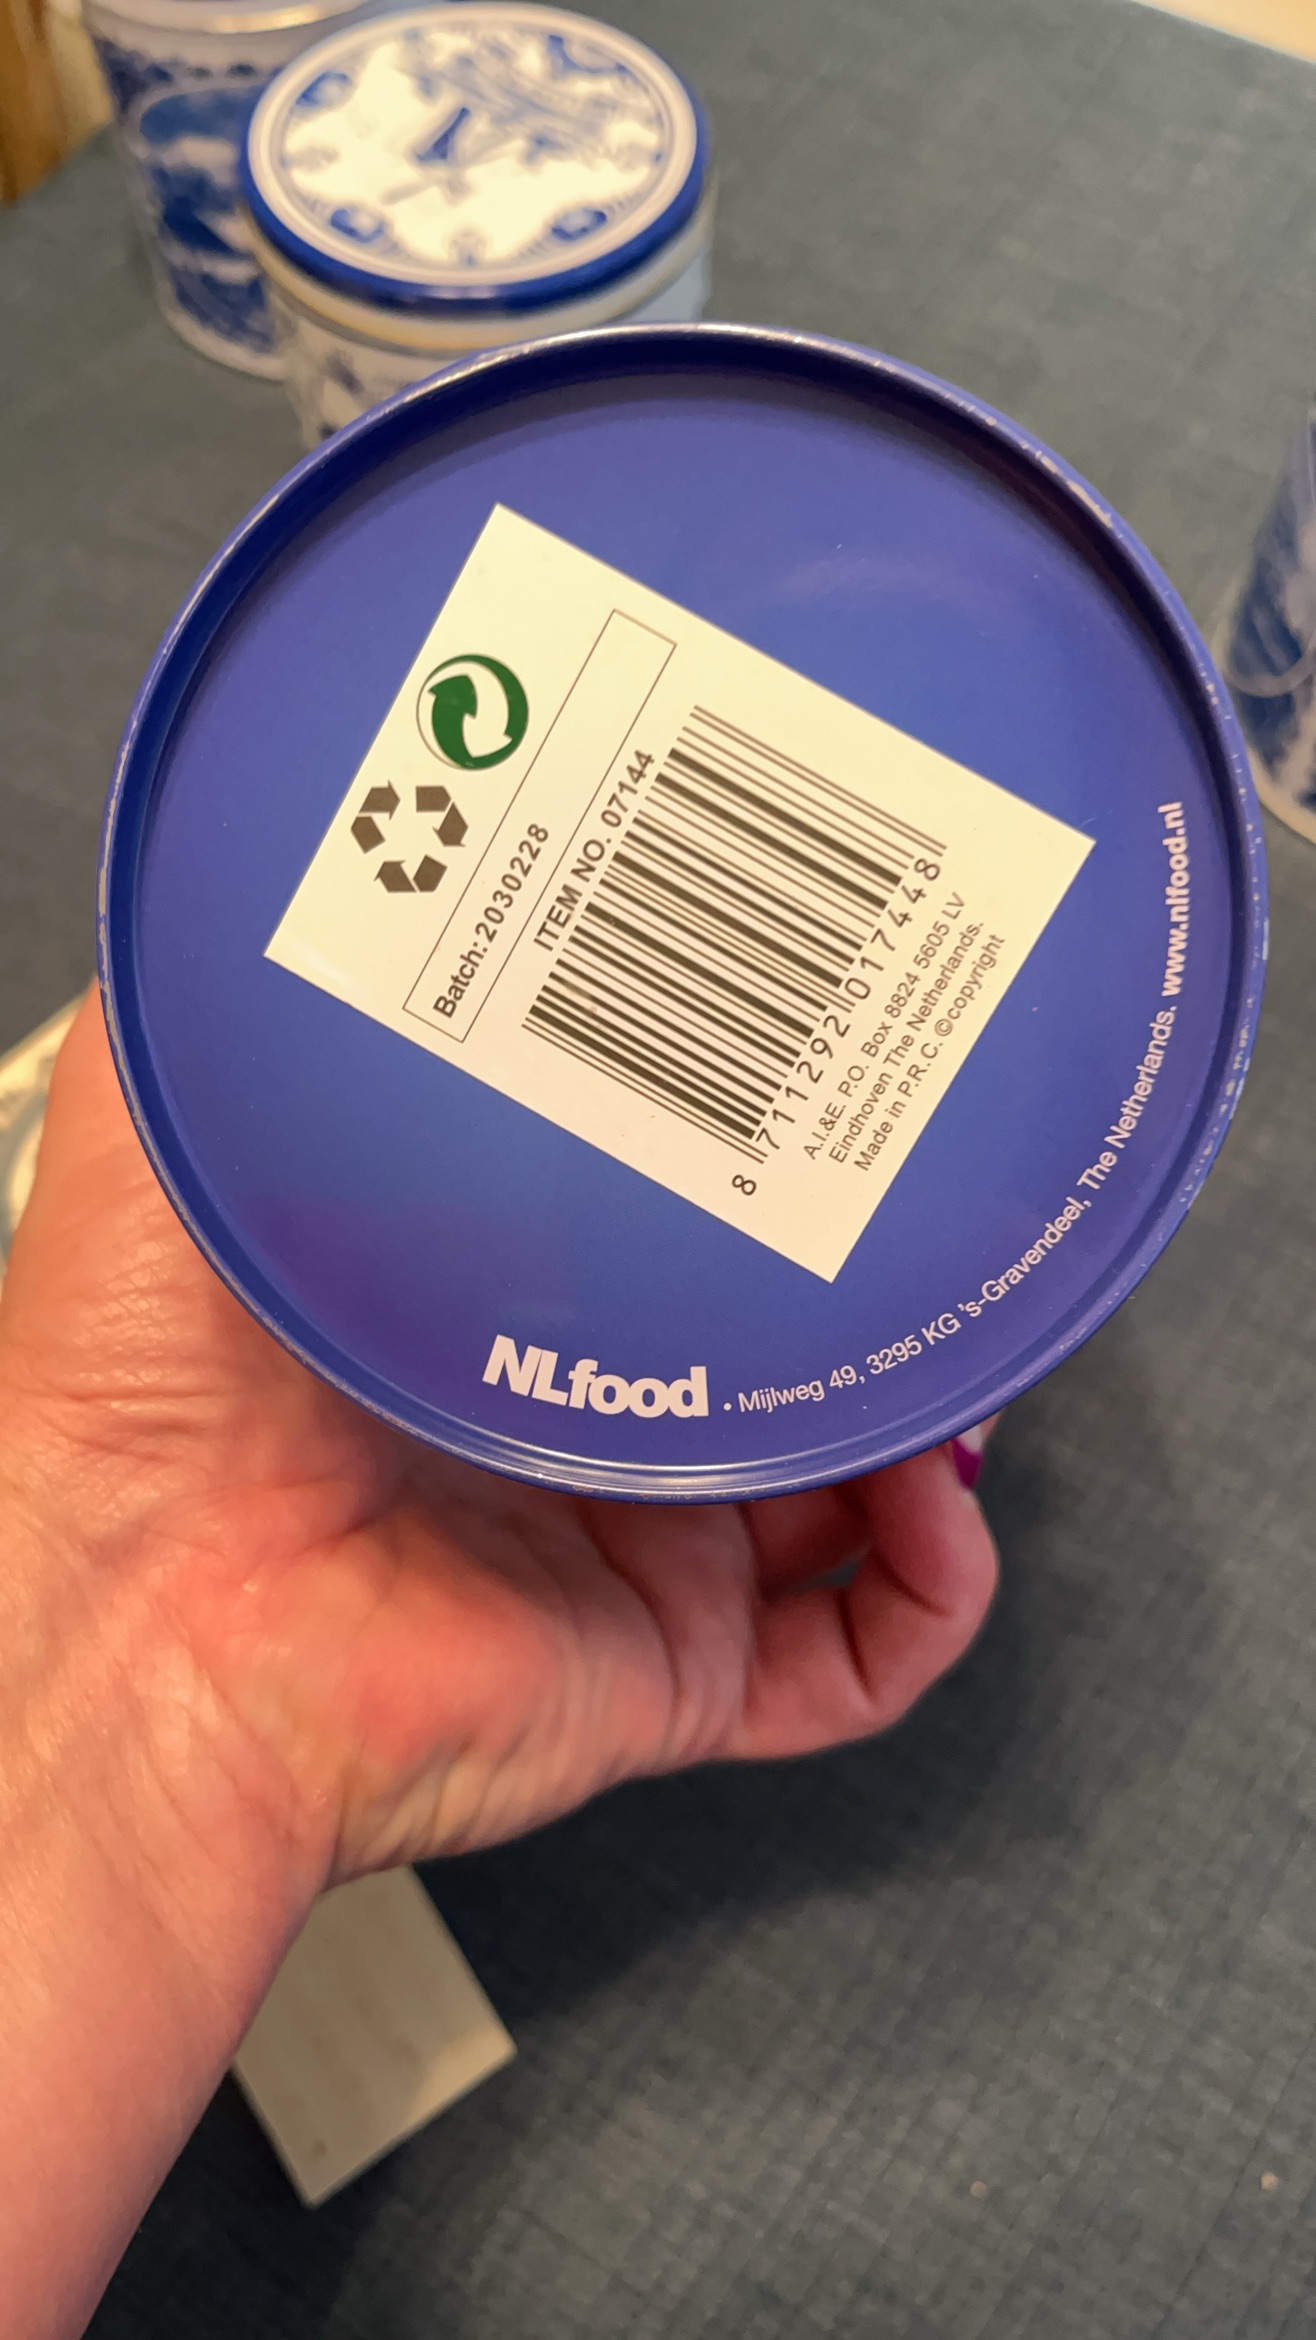 Batch: 2030228
ITEM NO. 07144
8 711292 017448
A.I.&E. P.O. Box 8824 5605 LV
Eindhoven The Netherlands.
Made in P.R.C. ©copyright
NLfood • Mijlweg 49, 3295 KG 's-Gravendeel, The Netherlands. www.nlfood.nl